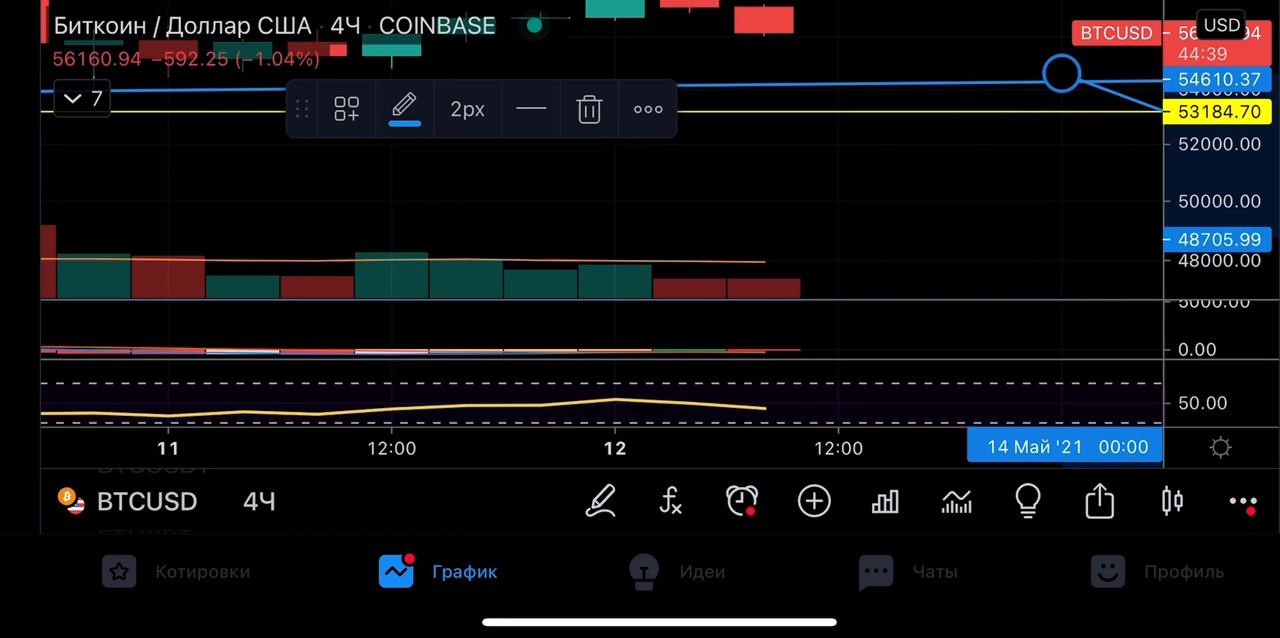 Биткоин / Доллар США · 4Ч · COINBASE
USD
56160.94 −592.25 (−1.04%)
BTCUSD
44:39
7
2px
54610.37
53184.70
52000.00
50000.00
48705.99
48000.00
5000.00
0.00
50.00
11 12:00 12 12:00 14 Май '21 00:00
BTCUSD 4Ч
Котировки График Идеи Чаты Профиль